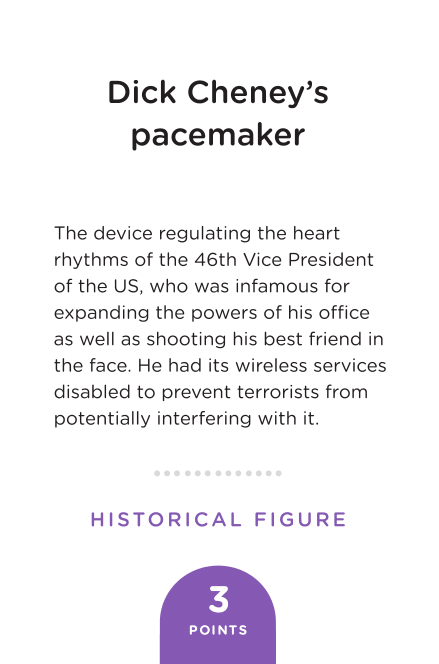 Dick Cheney’s
pacemaker
The device regulating the heart
rhythms of the 46th Vice President
of the US, who was infamous for
expanding the powers of his office
as well as shooting his best friend in
the face. He had its wireless services
disabled to prevent terrorists from
potentially interfering with it.
HISTORICAL FIGURE
3
POINTS